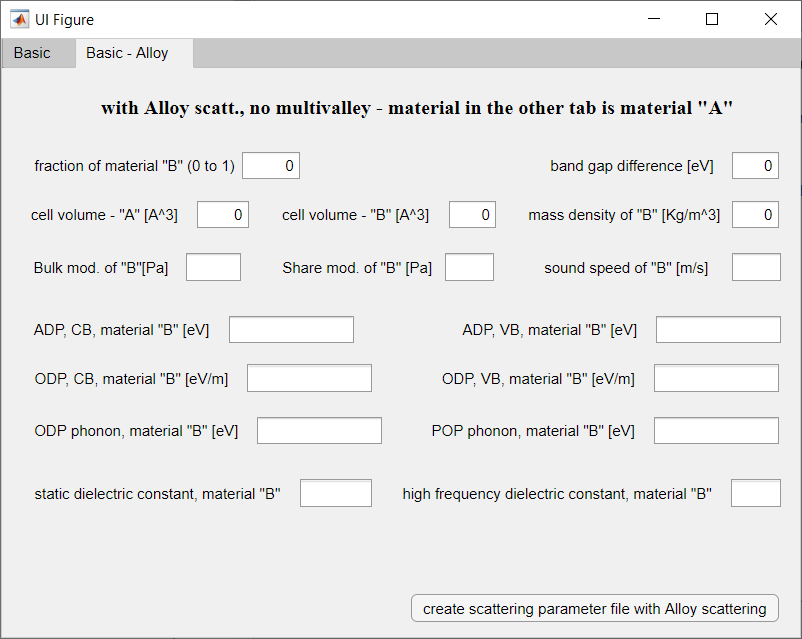 UI Figure
Basic
Basic - Alloy
with Alloy scatt., no multivalley - material in the other tab is material "A"
fraction of material "B" (0 to 1) 0 band gap difference [eV] 0
cell volume - "A" [A^3] 0 cell volume - "B" [A^3] 0 mass density of "B" [Kg/m^3] 0
Bulk mod. of "B"[Pa] Share mod. of "B" [Pa] sound speed of "B" [m/s]
ADP, CB, material "B" [eV] ADP, VB, material "B" [eV]
ODP, CB, material "B" [eV/m] ODP, VB, material "B" [eV/m]
ODP phonon, material "B" [eV] POP phonon, material "B" [eV]
static dielectric constant, material "B" high frequency dielectric constant, material "B"
create scattering parameter file with Alloy scattering